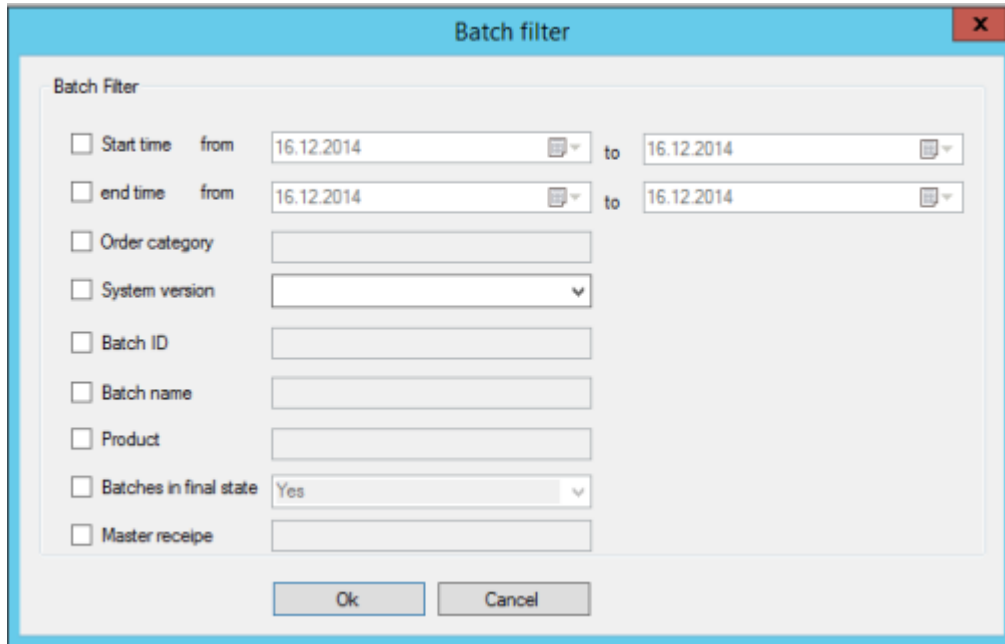 Batch filter
x
Batch Filter
Start time from 16.12.2014 to 16.12.2014
end time from 16.12.2014 to 16.12.2014
Order category
System version
Batch ID
Batch name
Product
Batches in final state Yes
Master receipe
Ok Cancel